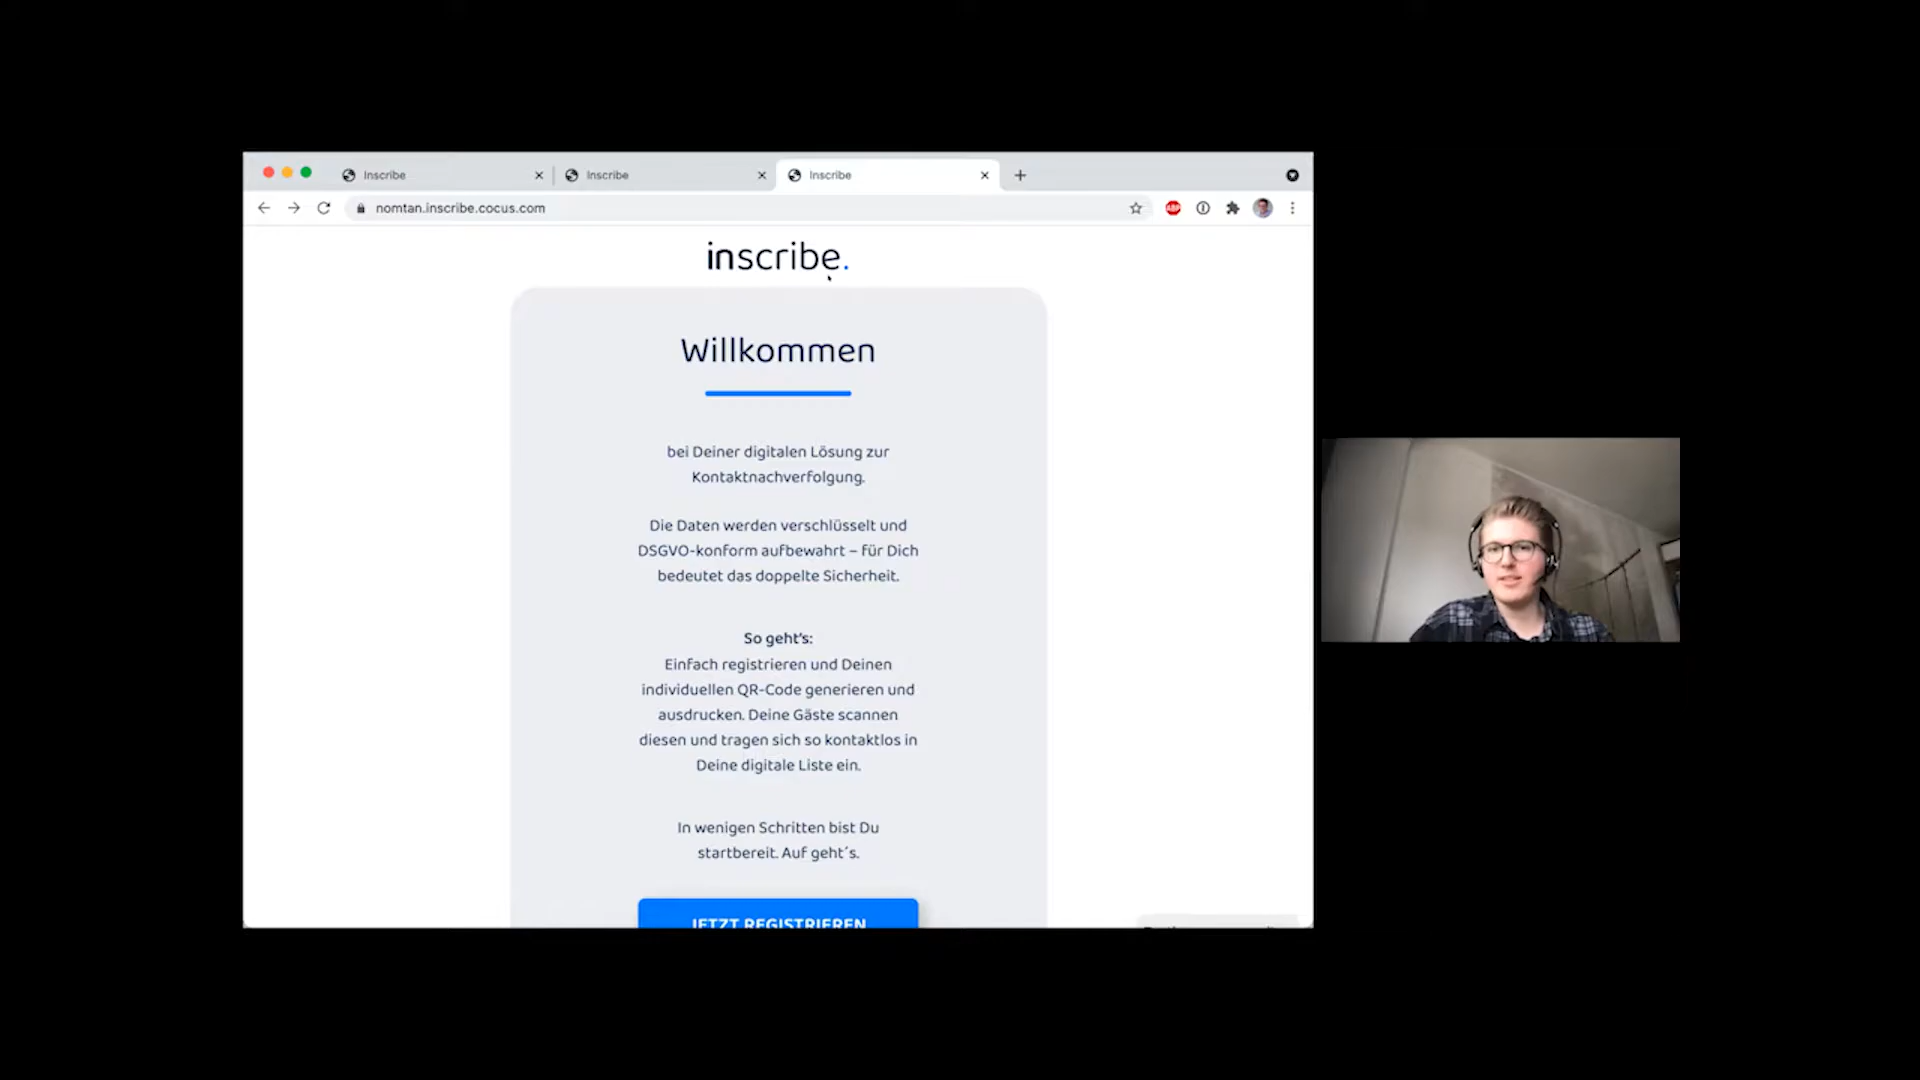 Inscribe
Inscribe
Inscribe
nomtan.inscribe.cocus.com
ABP
inscribe.
Willkommen
bei Deiner digitalen Lösung zur
Kontaktnachverfolgung.
Die Daten werden verschlüsselt und
DSGVO-konform aufbewahrt – für Dich
bedeutet das doppelte Sicherheit.
So geht's:
Einfach registrieren und Deinen
individuellen QR-Code generieren und
ausdrucken. Deine Gäste scannen
diesen und tragen sich so kontaktlos in
Deine digitale Liste ein.
In wenigen Schritten bist Du
startbereit. Auf geht´s.
JETZT REGISTRIEREN